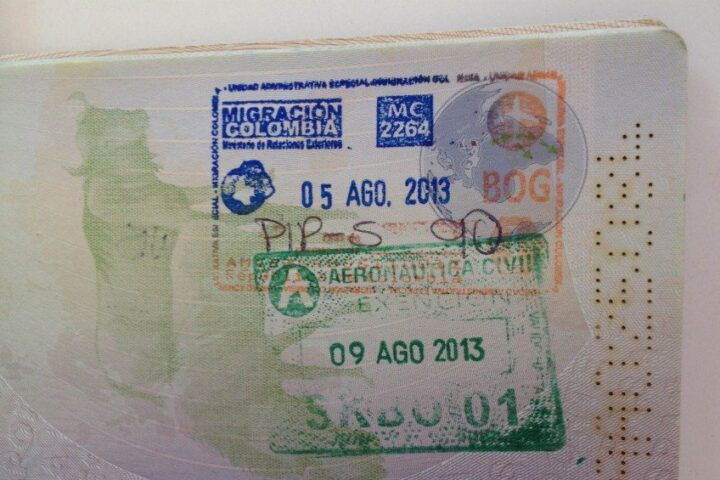 UNIDAD ADMINISTRATIVA ESPECIAL MIGRACIÓN COL
MIGRACIÓN
COLOMBIA
Ministerio de Relaciones Exteriores
MC
2264
05 AGO. 2013
BOG
PIP-5 90
AERONAUTICA CIVIL
EXEN
09 AGO 2013
SKBO 01